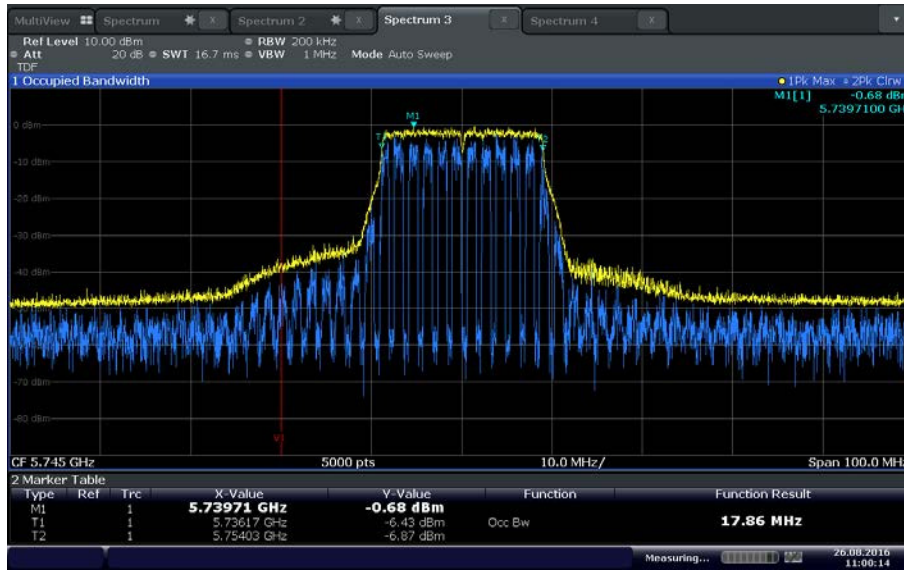 MultiView Spectrum X Spectrum 2 X Spectrum 3 X Spectrum 4 X
Ref Level 10.00 dBm RBW 200 kHz
Att 20 dB SWT 16.7 ms VBW 1 MHz Mode Auto Sweep
TDF
1 Occupied Bandwidth 1Pk Max 2Pk Clrw
M1[1] -0.68 dBm
5.7397100 GH
M1
0 dBm
T
-10 dBm
-20 dBm
-30 dBm
-40 dBm
-70 dBm
-80 dBm
V1
CF 5.745 GHz 5000 pts 10.0 MHz/ Span 100.0 MHz
2 Marker Table
Type Ref Trc X-Value Y-Value Function Function Result
M1 1 5.73971 GHz -0.68 dBm
T1 1 5.73617 GHz -6.43 dBm Occ Bw 17.86 MHz
T2 1 5.75403 GHz -6.87 dBm
Measuring... 26.08.2016
11:00:14